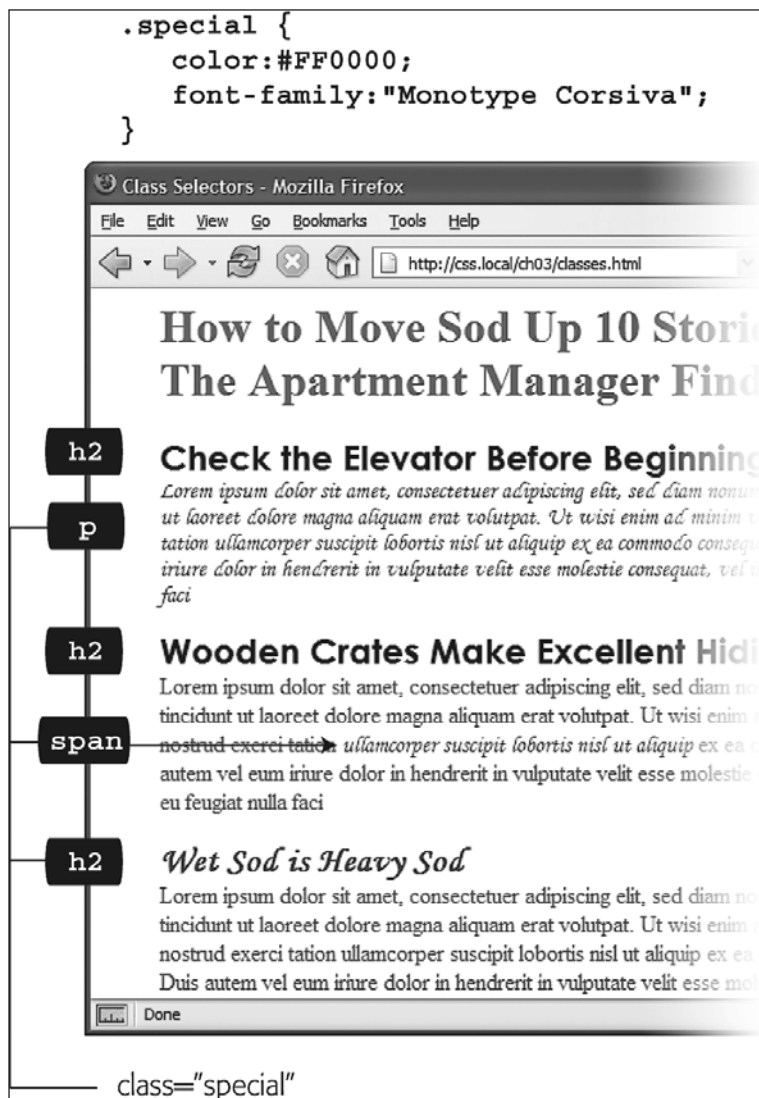 .special {
color:#FF0000;
font-family:"Monotype Corsiva";
}
Class Selectors - Mozilla Firefox
File Edit View Go Bookmarks Tools Help
http://css.local/ch03/classes.html
How to Move Sod Up 10 Stori
The Apartment Manager Find
h2
Check the Elevator Before Beginning
p
Lorem ipsum dolor sit amet, consectetuer adipiscing elit, sed diam nonum
ut laoreet dolore magna aliquam erat volutpat. Ut wisi enim ad minim v
tation ullamcorper suscipit lobortis nisl ut aliquip ex ea commodo consequ
iriure dolor in hendrerit in vulputate velit esse molestie consequat, vel
faci
h2
Wooden Crates Make Excellent Hidi
Lorem ipsum dolor sit amet, consectetuer adipiscing elit, sed diam no
tincidunt ut laoreet dolore magna aliquam erat volutpat. Ut wisi enim
span
nostrud exerci tation ullamcorper suscipit lobortis nisl ut aliquip ex ea
autem vel eum iriure dolor in hendrerit in vulputate velit esse molestie
eu feugiat nulla faci
h2
Wet Sod is Heavy Sod
Lorem ipsum dolor sit amet, consectetuer adipiscing elit, sed diam no
tincidunt ut laoreet dolore magna aliquam erat volutpat. Ut wisi enim
nostrud exerci tation ullamcorper suscipit lobortis nisl ut aliquip ex ea
Duis autem vel eum iriure dolor in hendrerit in vulputate velit esse mol
Done
class="special"